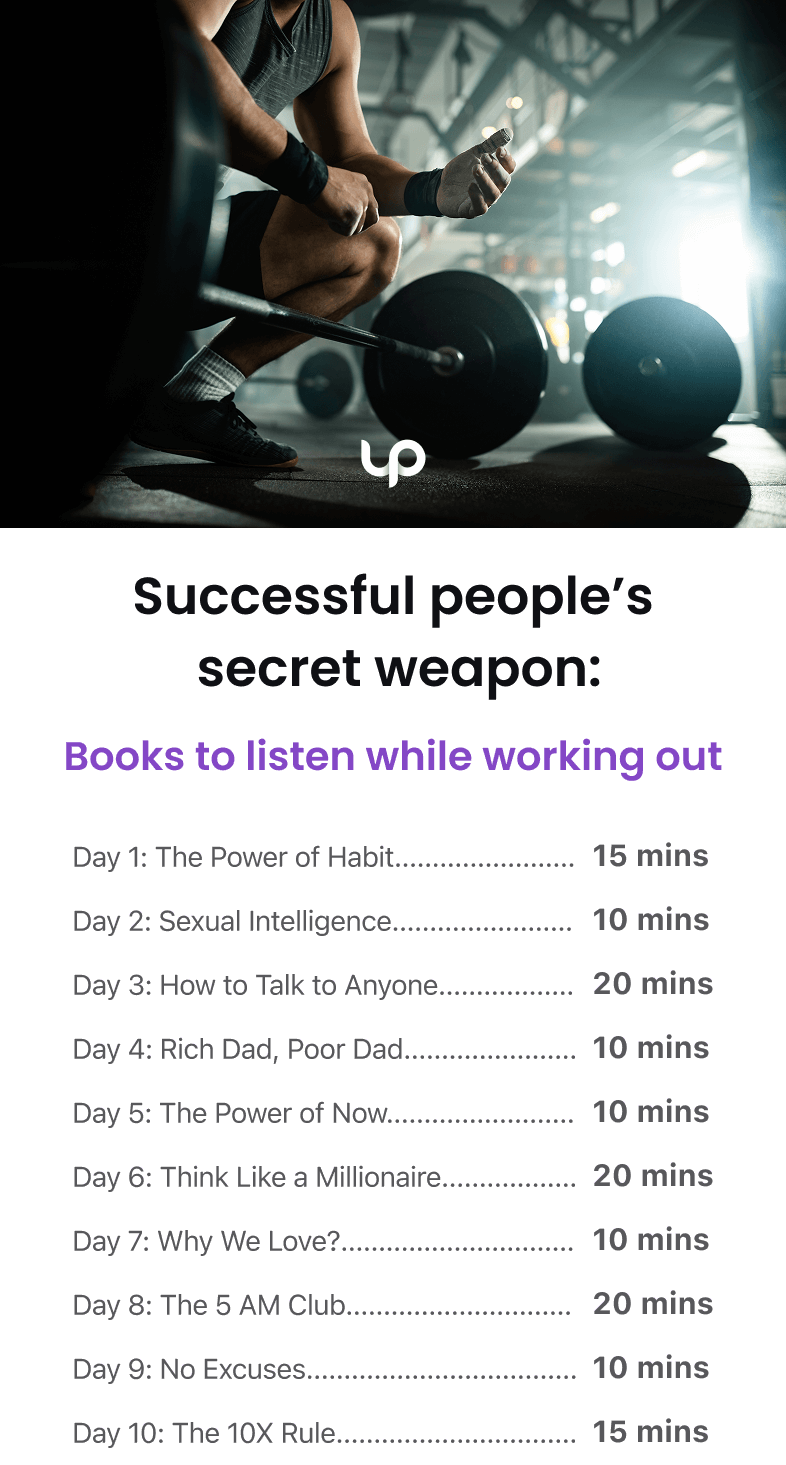 up
Successful people’s
secret weapon:
Books to listen while working out
Day 1: The Power of Habit........................ 15 mins
Day 2: Sexual Intelligence........................ 10 mins
Day 3: How to Talk to Anyone.................. 20 mins
Day 4: Rich Dad, Poor Dad....................... 10 mins
Day 5: The Power of Now......................... 10 mins
Day 6: Think Like a Millionaire.................. 20 mins
Day 7: Why We Love?............................... 10 mins
Day 8: The 5 AM Club.............................. 20 mins
Day 9: No Excuses.................................... 10 mins
Day 10: The 10X Rule................................ 15 mins